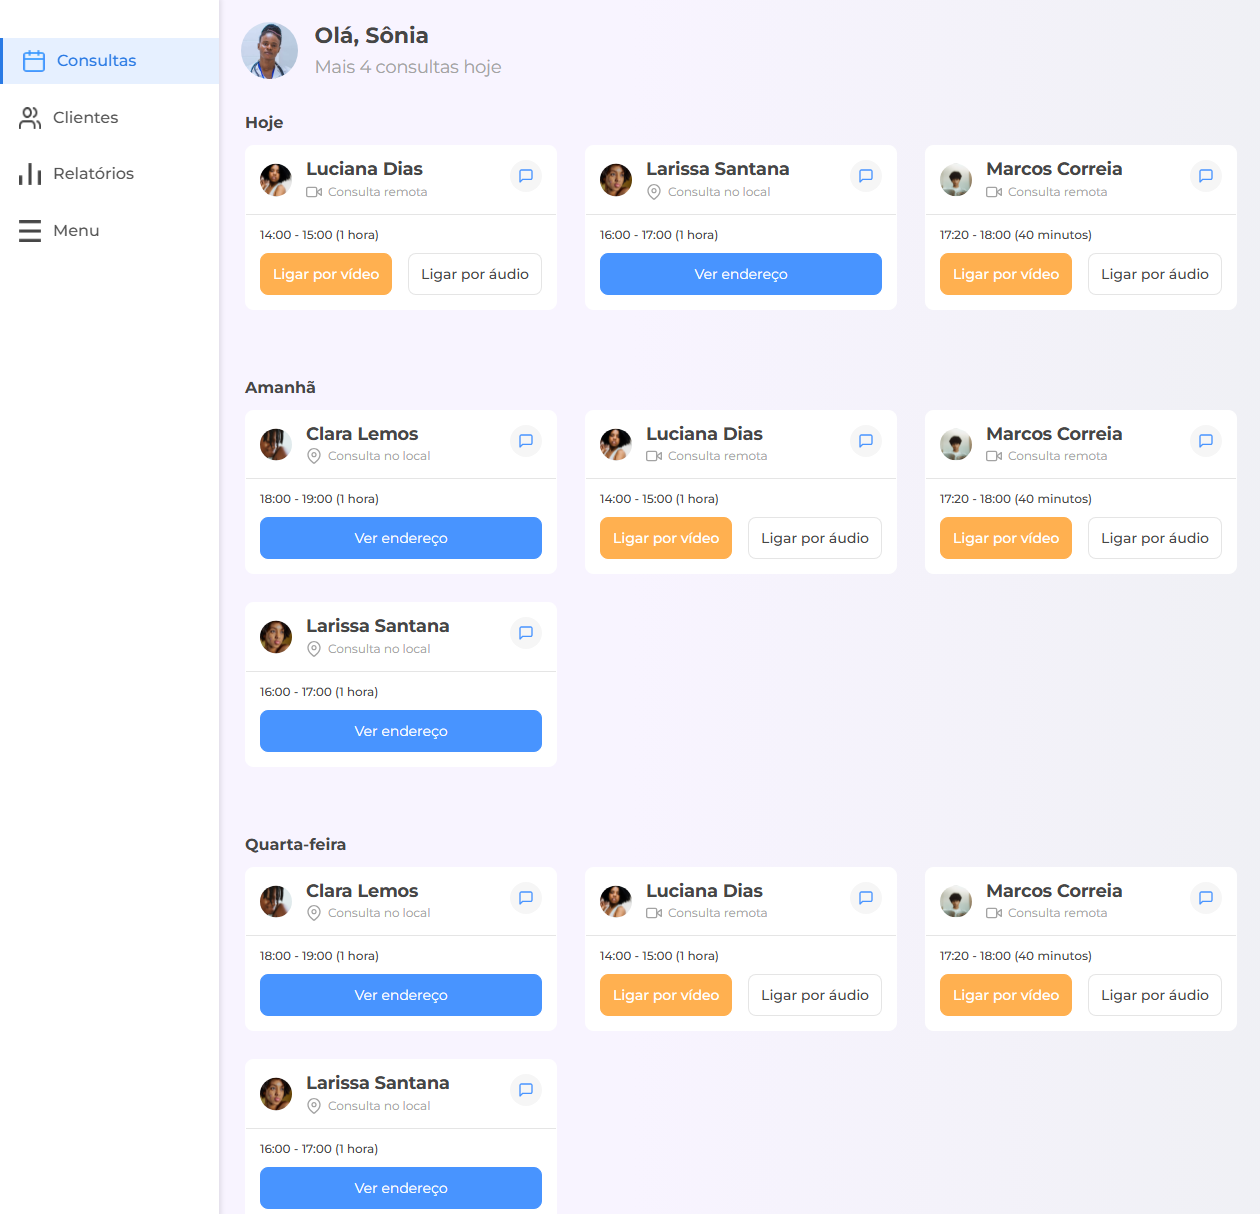 Consultas
Clientes
Relatórios
Menu
Olá, Sônia
Mais 4 consultas hoje
Hoje
Luciana Dias
Consulta remota
14:00 - 15:00 (1 hora)
Ligar por vídeo
Ligar por áudio
Larissa Santana
Consulta no local
16:00 - 17:00 (1 hora)
Ver endereço
Marcos Correia
Consulta remota
17:20 - 18:00 (40 minutos)
Ligar por vídeo
Ligar por áudio
Amanhã
Clara Lemos
Consulta no local
18:00 - 19:00 (1 hora)
Ver endereço
Luciana Dias
Consulta remota
14:00 - 15:00 (1 hora)
Ligar por vídeo
Ligar por áudio
Marcos Correia
Consulta remota
17:20 - 18:00 (40 minutos)
Ligar por vídeo
Ligar por áudio
Larissa Santana
Consulta no local
16:00 - 17:00 (1 hora)
Ver endereço
Quarta-feira
Clara Lemos
Consulta no local
18:00 - 19:00 (1 hora)
Ver endereço
Luciana Dias
Consulta remota
14:00 - 15:00 (1 hora)
Ligar por vídeo
Ligar por áudio
Marcos Correia
Consulta remota
17:20 - 18:00 (40 minutos)
Ligar por vídeo
Ligar por áudio
Larissa Santana
Consulta no local
16:00 - 17:00 (1 hora)
Ver endereço